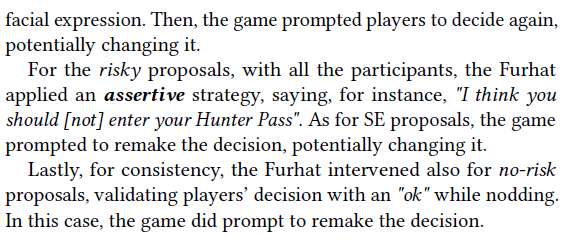 facial expression. Then, the game prompted players to decide again,
potentially changing it.
For the risky proposals, with all the participants, the Furhat
applied an assertive strategy, saying, for instance, "I think you
should [not] enter your Hunter Pass". As for SE proposals, the game
prompted to remake the decision, potentially changing it.
Lastly, for consistency, the Furhat intervened also for no-risk
proposals, validating players' decision with an "ok" while nodding.
In this case, the game did prompt to remake the decision.